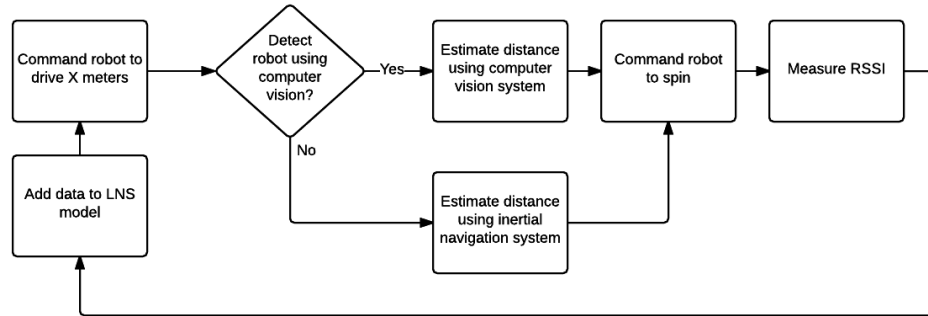 Command robot to
drive X meters
Detect
robot using
computer
vision?
Yes
Estimate distance
using computer
vision system
Command robot
to spin
Measure RSSI
No
Add data to LNS
model
Estimate distance
using inertial
navigation system